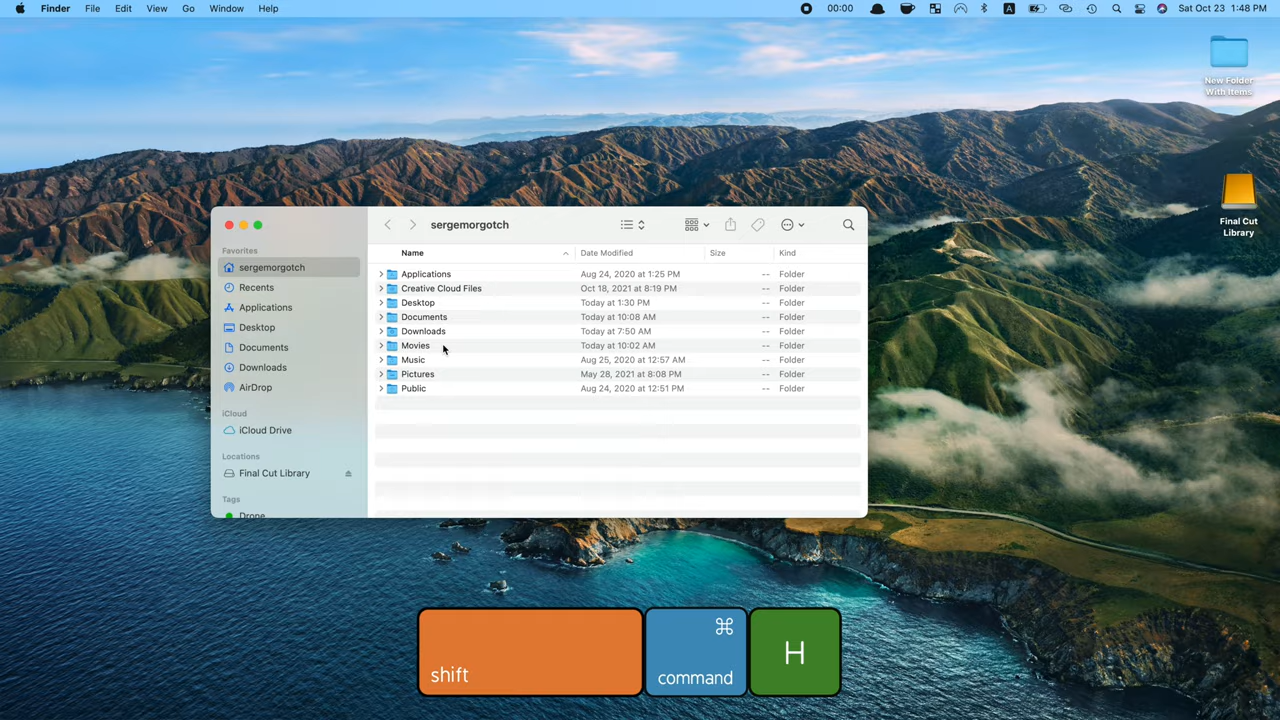 Finder File Edit View Go Window Help 00:00 A Sat Oct 23 1:48 PM
New Folder
With Items
Final Cut
Library
sergemorgotch
Favorites
sergemorgotch
Recents
Applications
Desktop
Documents
Downloads
AirDrop
iCloud
iCloud Drive
Locations
Final Cut Library
Tags
Drone
Name Date Modified Size Kind
Applications Aug 24, 2020 at 1:25 PM -- Folder
Creative Cloud Files Oct 18, 2021 at 8:19 PM -- Folder
Desktop Today at 1:30 PM -- Folder
Documents Today at 10:08 AM -- Folder
Downloads Today at 7:50 AM -- Folder
Movies Today at 10:02 AM -- Folder
Music Aug 25, 2020 at 12:57 AM -- Folder
Pictures May 28, 2021 at 8:08 PM -- Folder
Public Aug 24, 2020 at 12:51 PM -- Folder
shift ⌘ command H